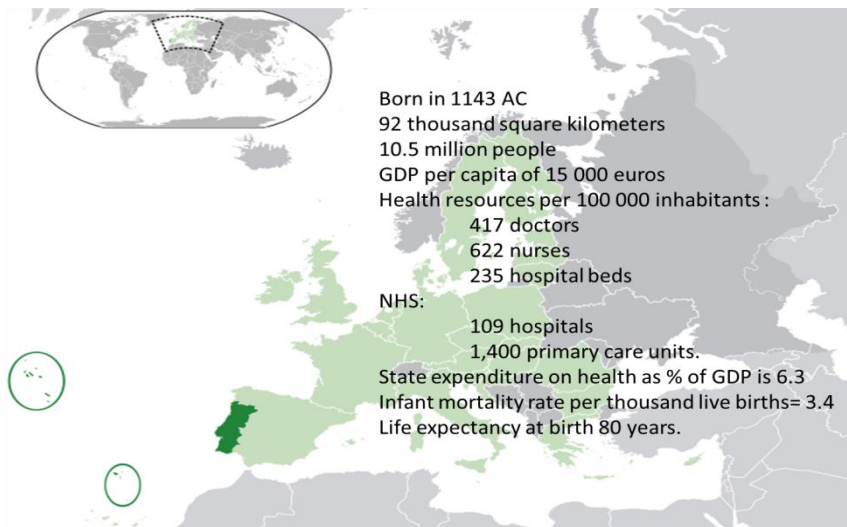 Born in 1143 AC
92 thousand square kilometers
10.5 million people
GDP per capita of 15 000 euros
Health resources per 100 000 inhabitants :
417 doctors
622 nurses
235 hospital beds
NHS:
109 hospitals
1,400 primary care units.
State expenditure on health as % of GDP is 6.3
Infant mortality rate per thousand live births= 3.4
Life expectancy at birth 80 years.